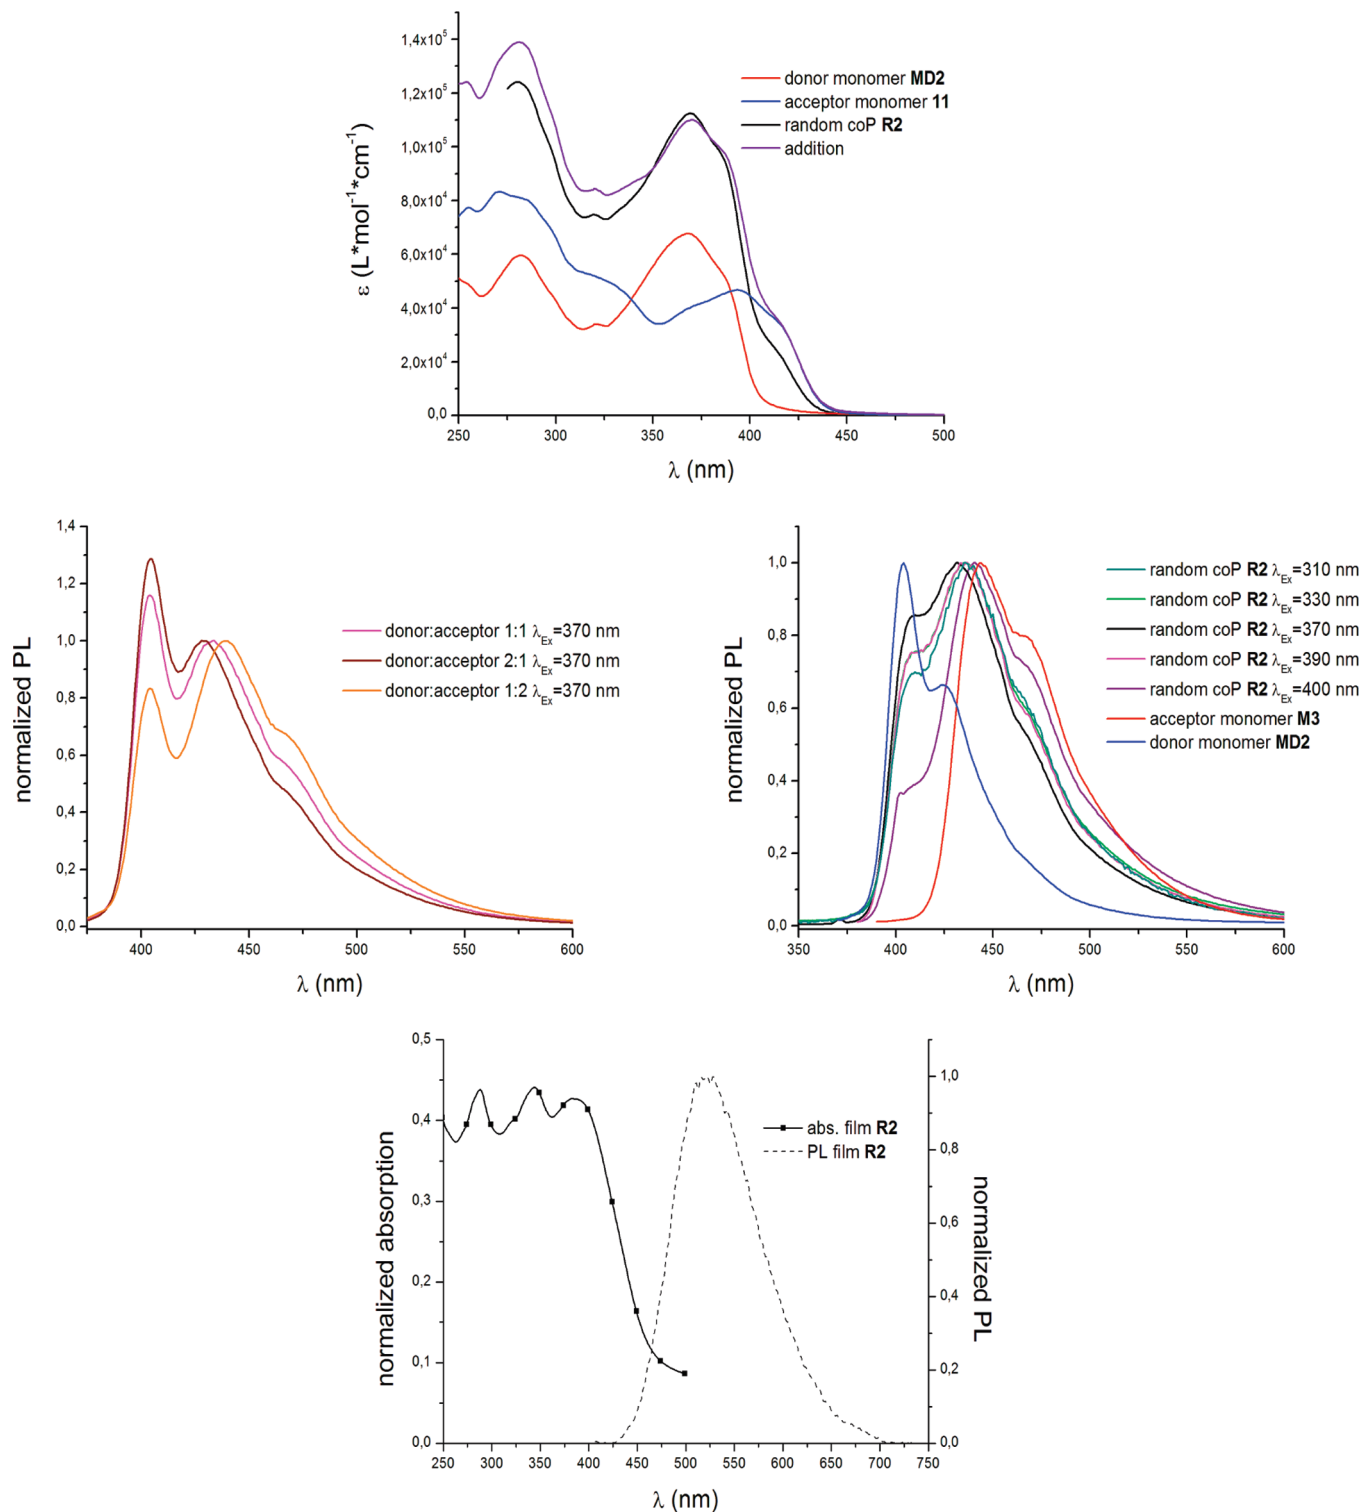 1,4x10⁵
1,2x10⁵
1,0x10⁵
8,0x10⁴
6,0x10⁴
4,0x10⁴
2,0x10⁴
0,0
ε (L*mol⁻¹*cm⁻¹)
donor monomer MD2
acceptor monomer 11
random coP R2
addition
250 300 350 400 450 500
λ (nm)
1,4
1,2
1,0
0,8
0,6
0,4
0,2
0,0
normalized PL
donor:acceptor 1:1 λEx=370 nm
donor:acceptor 2:1 λEx=370 nm
donor:acceptor 1:2 λEx=370 nm
400 450 500 550 600
λ (nm)
1,0
0,8
0,6
0,4
0,2
0,0
normalized PL
random coP R2 λEx=310 nm
random coP R2 λEx=330 nm
random coP R2 λEx=370 nm
random coP R2 λEx=390 nm
random coP R2 λEx=400 nm
acceptor monomer M3
donor monomer MD2
350 400 450 500 550 600
λ (nm)
0,5
0,4
0,3
0,2
0,1
0,0
normalized absorption
abs. film R2
PL film R2
1,0
0,8
0,6
0,4
0,2
0,0
normalized PL
250 300 350 400 450 500 550 600 650 700 750
λ (nm)